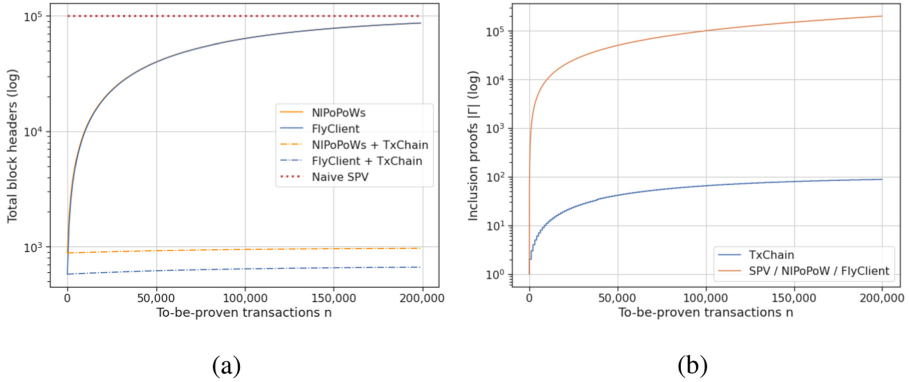 Total block headers (log)
10^5
10^4
10^3
NIPoPoWs
FlyClient
NIPoPoWs + TxChain
FlyClient + TxChain
Naive SPV
0 50,000 100,000 150,000 200,000
To-be-proven transactions n
(a)
Inclusion proofs |Γ| (log)
10^5
10^4
10^3
10^2
10^1
10^0
TxChain
SPV / NIPoPoW / FlyClient
0 50,000 100,000 150,000 200,000
To-be-proven transactions n
(b)